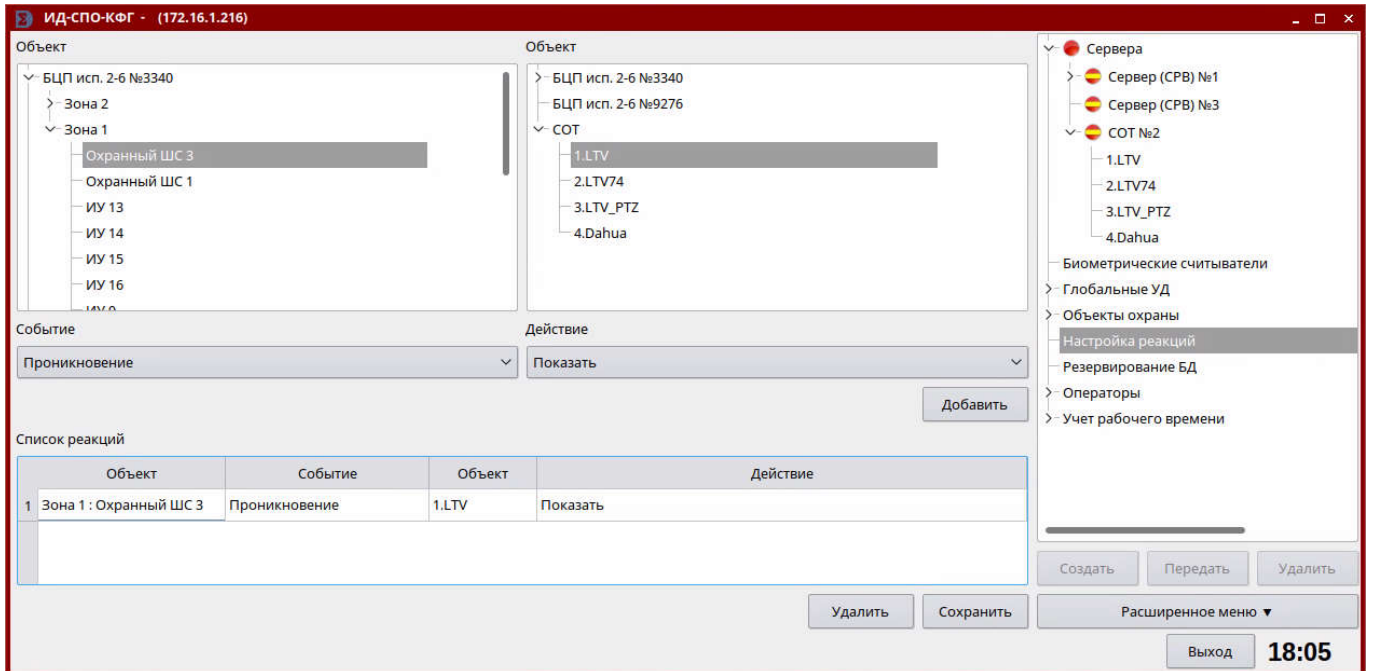 ИД-СПО-КФГ - (172.16.1.216)
Объект
БЦП исп. 2-6 №3340
Зона 2
Зона 1
Охранный ШС 3
Охранный ШС 1
ИУ 13
ИУ 14
ИУ 15
ИУ 16
Событие
Проникновение
Объект
БЦП исп. 2-6 №3340
БЦП исп. 2-6 №9276
СОТ
1.LTV
2.LTV74
3.LTV_PTZ
4.Dahua
Действие
Показать
Добавить
Список реакций
Объект Событие Объект Действие
1 Зона 1 : Охранный ШС 3 Проникновение 1.LTV Показать
Удалить Сохранить
Сервера
Сервер (СРВ) №1
Сервер (СРВ) №3
СОТ №2
1.LTV
2.LTV74
3.LTV_PTZ
4.Dahua
Биометрические считыватели
Глобальные УД
Объекты охраны
Настройка реакций
Резервирование БД
Операторы
Учет рабочего времени
Создать Передать Удалить
Расширенное меню ▼
Выход 18:05